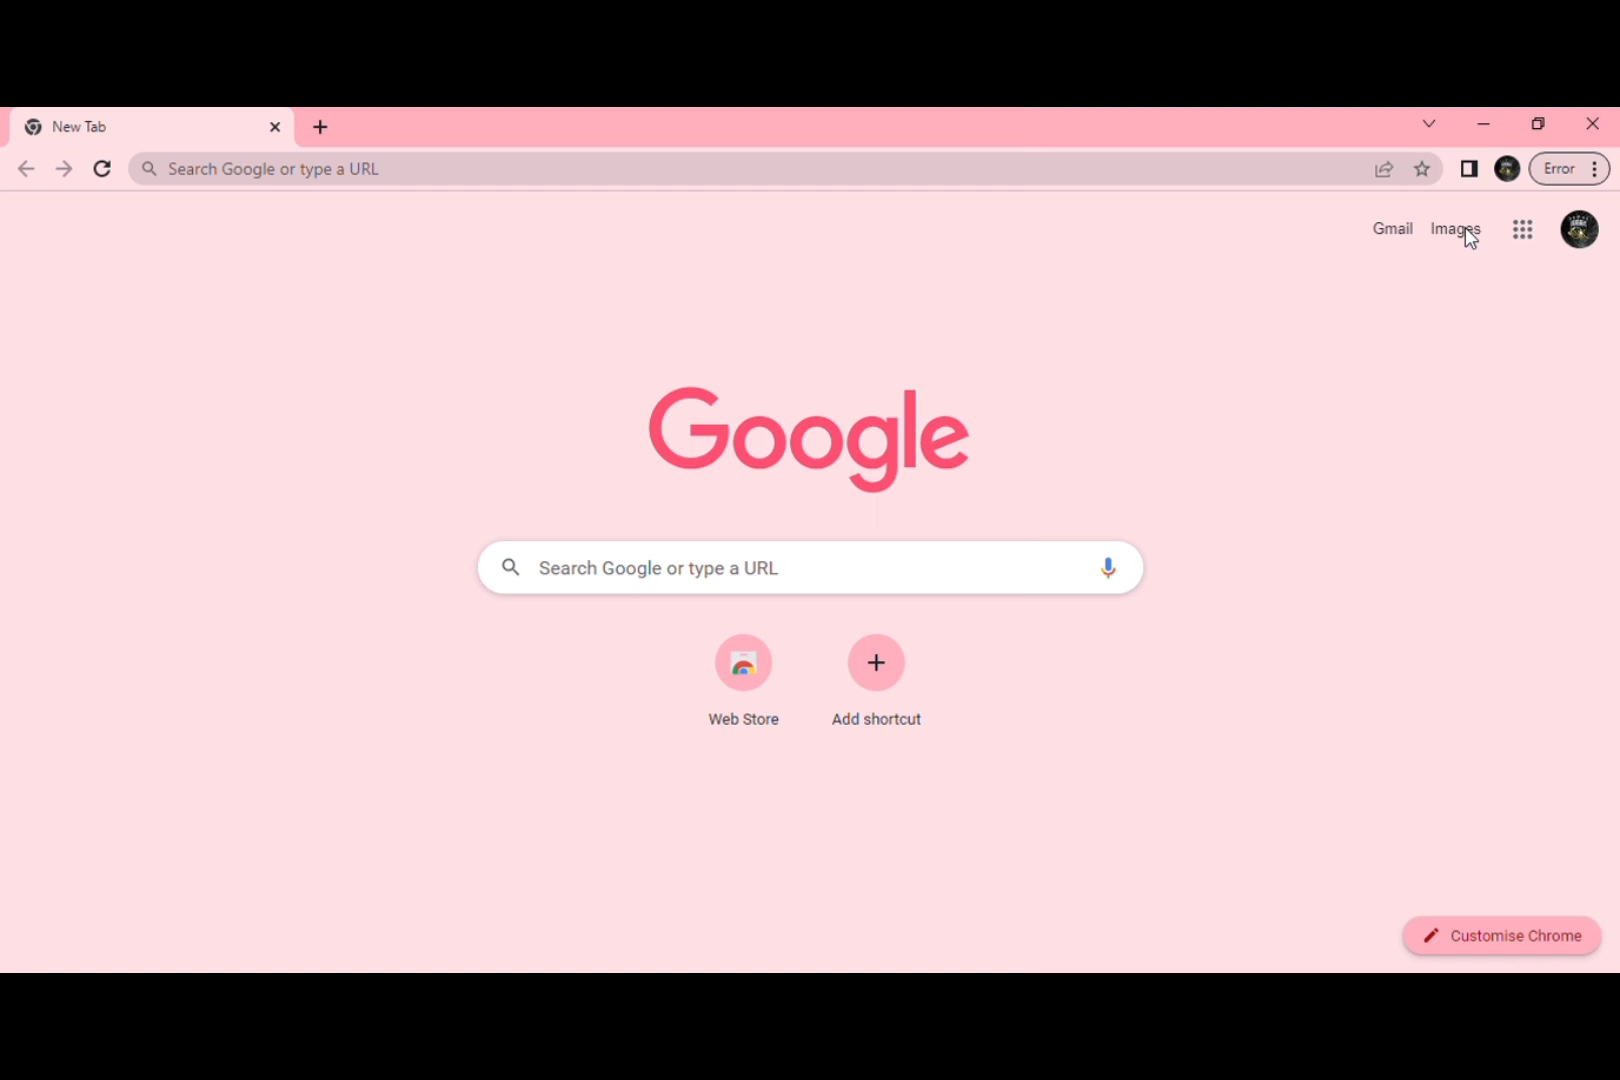 New Tab
Search Google or type a URL
Error
Gmail Images
Google
Search Google or type a URL
Web Store Add shortcut
Customise Chrome